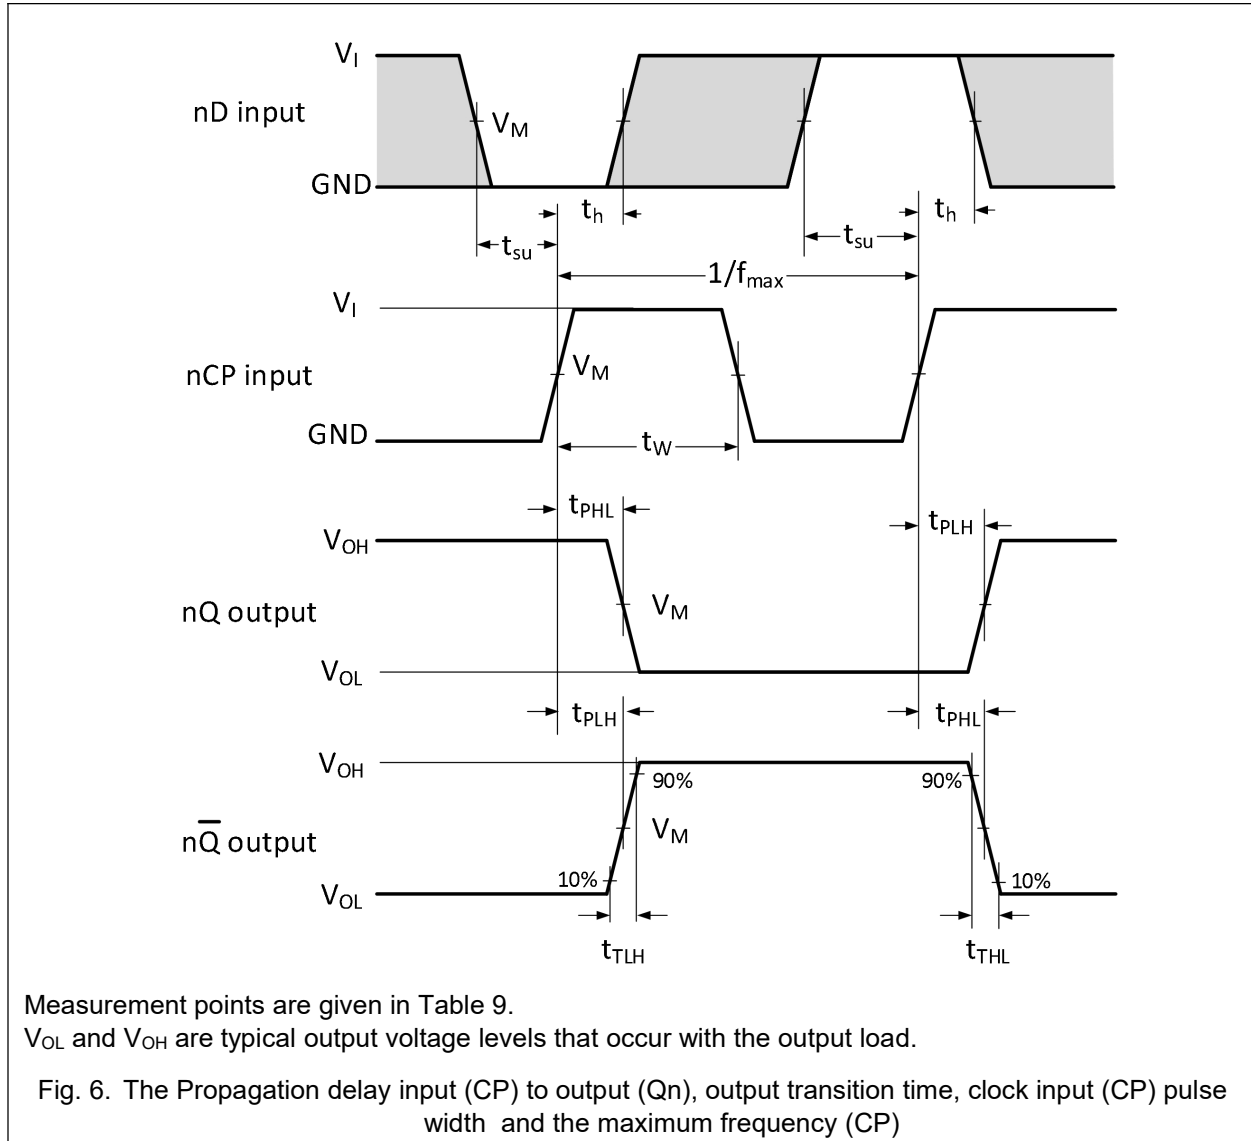 V_I
nD input
V_M
GND
t_h
t_h
t_su
t_su
1/f_max
V_I
nCP input
V_M
GND
t_W
t_PHL
t_PLH
V_OH
nQ output
V_M
V_OL
t_PLH
t_PHL
V_OH
90%
90%
nQ̅ output
V_M
10%
10%
V_OL
t_TLH
t_THL
Measurement points are given in Table 9.
V_OL and V_OH are typical output voltage levels that occur with the output load.
Fig. 6. The Propagation delay input (CP) to output (Qn), output transition time, clock input (CP) pulse
width and the maximum frequency (CP)